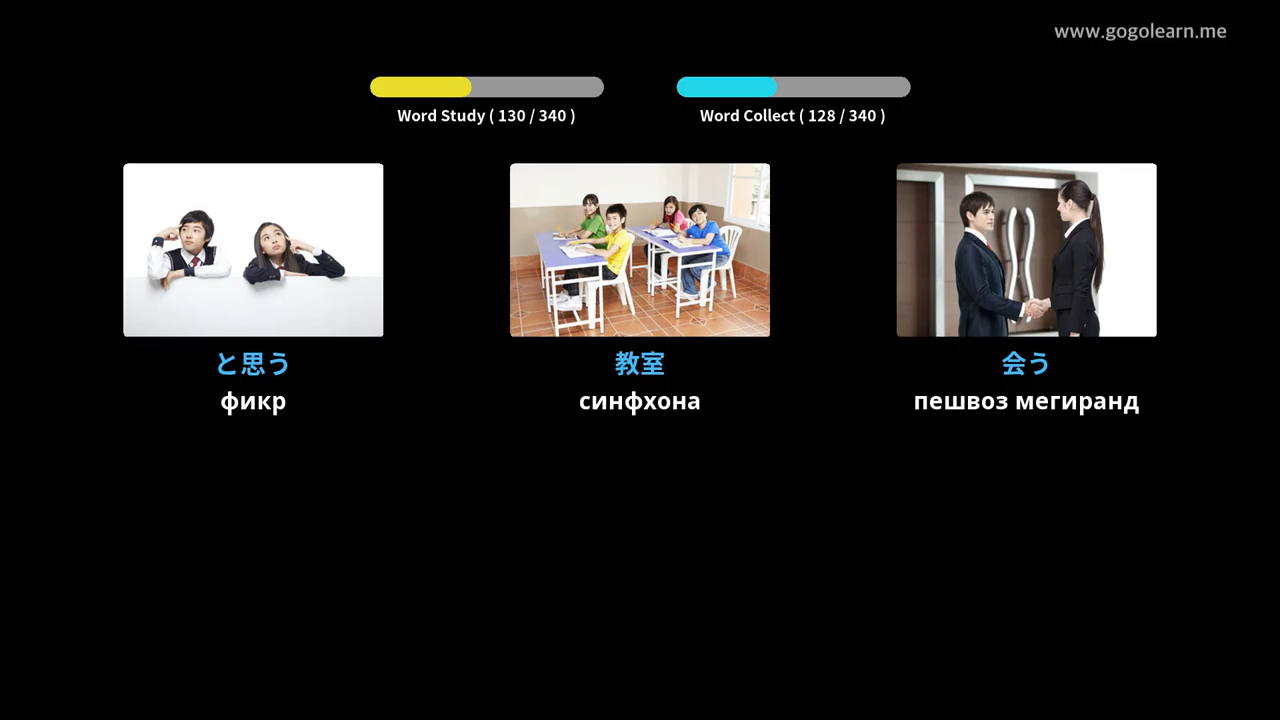 www.gogolearn.me
Word Study ( 130 / 340 )
Word Collect ( 128 / 340 )
と思う
фикр
教室
синфхона
会う
пешвоз мегиранд